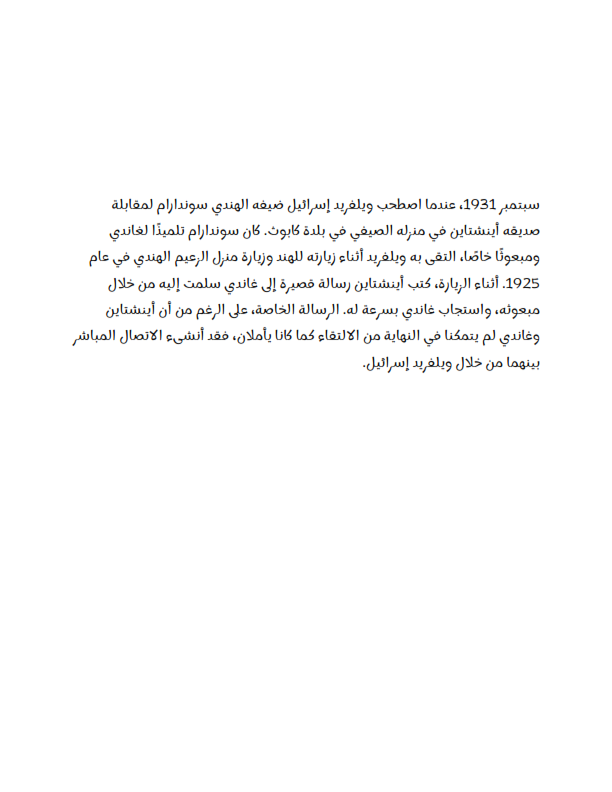 سبتمبر 1931، عندما اصطحب ويلفريد إسرائيل ضيفه الهندي سوندارام لمقابلة
صديقه أينشتاين في منزله الصيفي في بلدة كابوث. كان سوندارام تلميذًا لغاندي
ومبعوثًا خاصًا، التقى به ويلفريد أثناء زيارته للهند وزيارة منزل الزعيم الهندي في عام
1925. أثناء الزيارة، كتب أينشتاين رسالة قصيرة إلى غاندي سلمت إليه من خلال
مبعوثه، واستجاب غاندي بسرعة له. الرسالة الخاصة، على الرغم من أن أينشتاين
وغاندي لم يتمكنا في النهاية من الالتقاء كما كانا يأملان، فقد أنشىء الاتصال المباشر
بينهما من خلال ويلفريد إسرائيل.